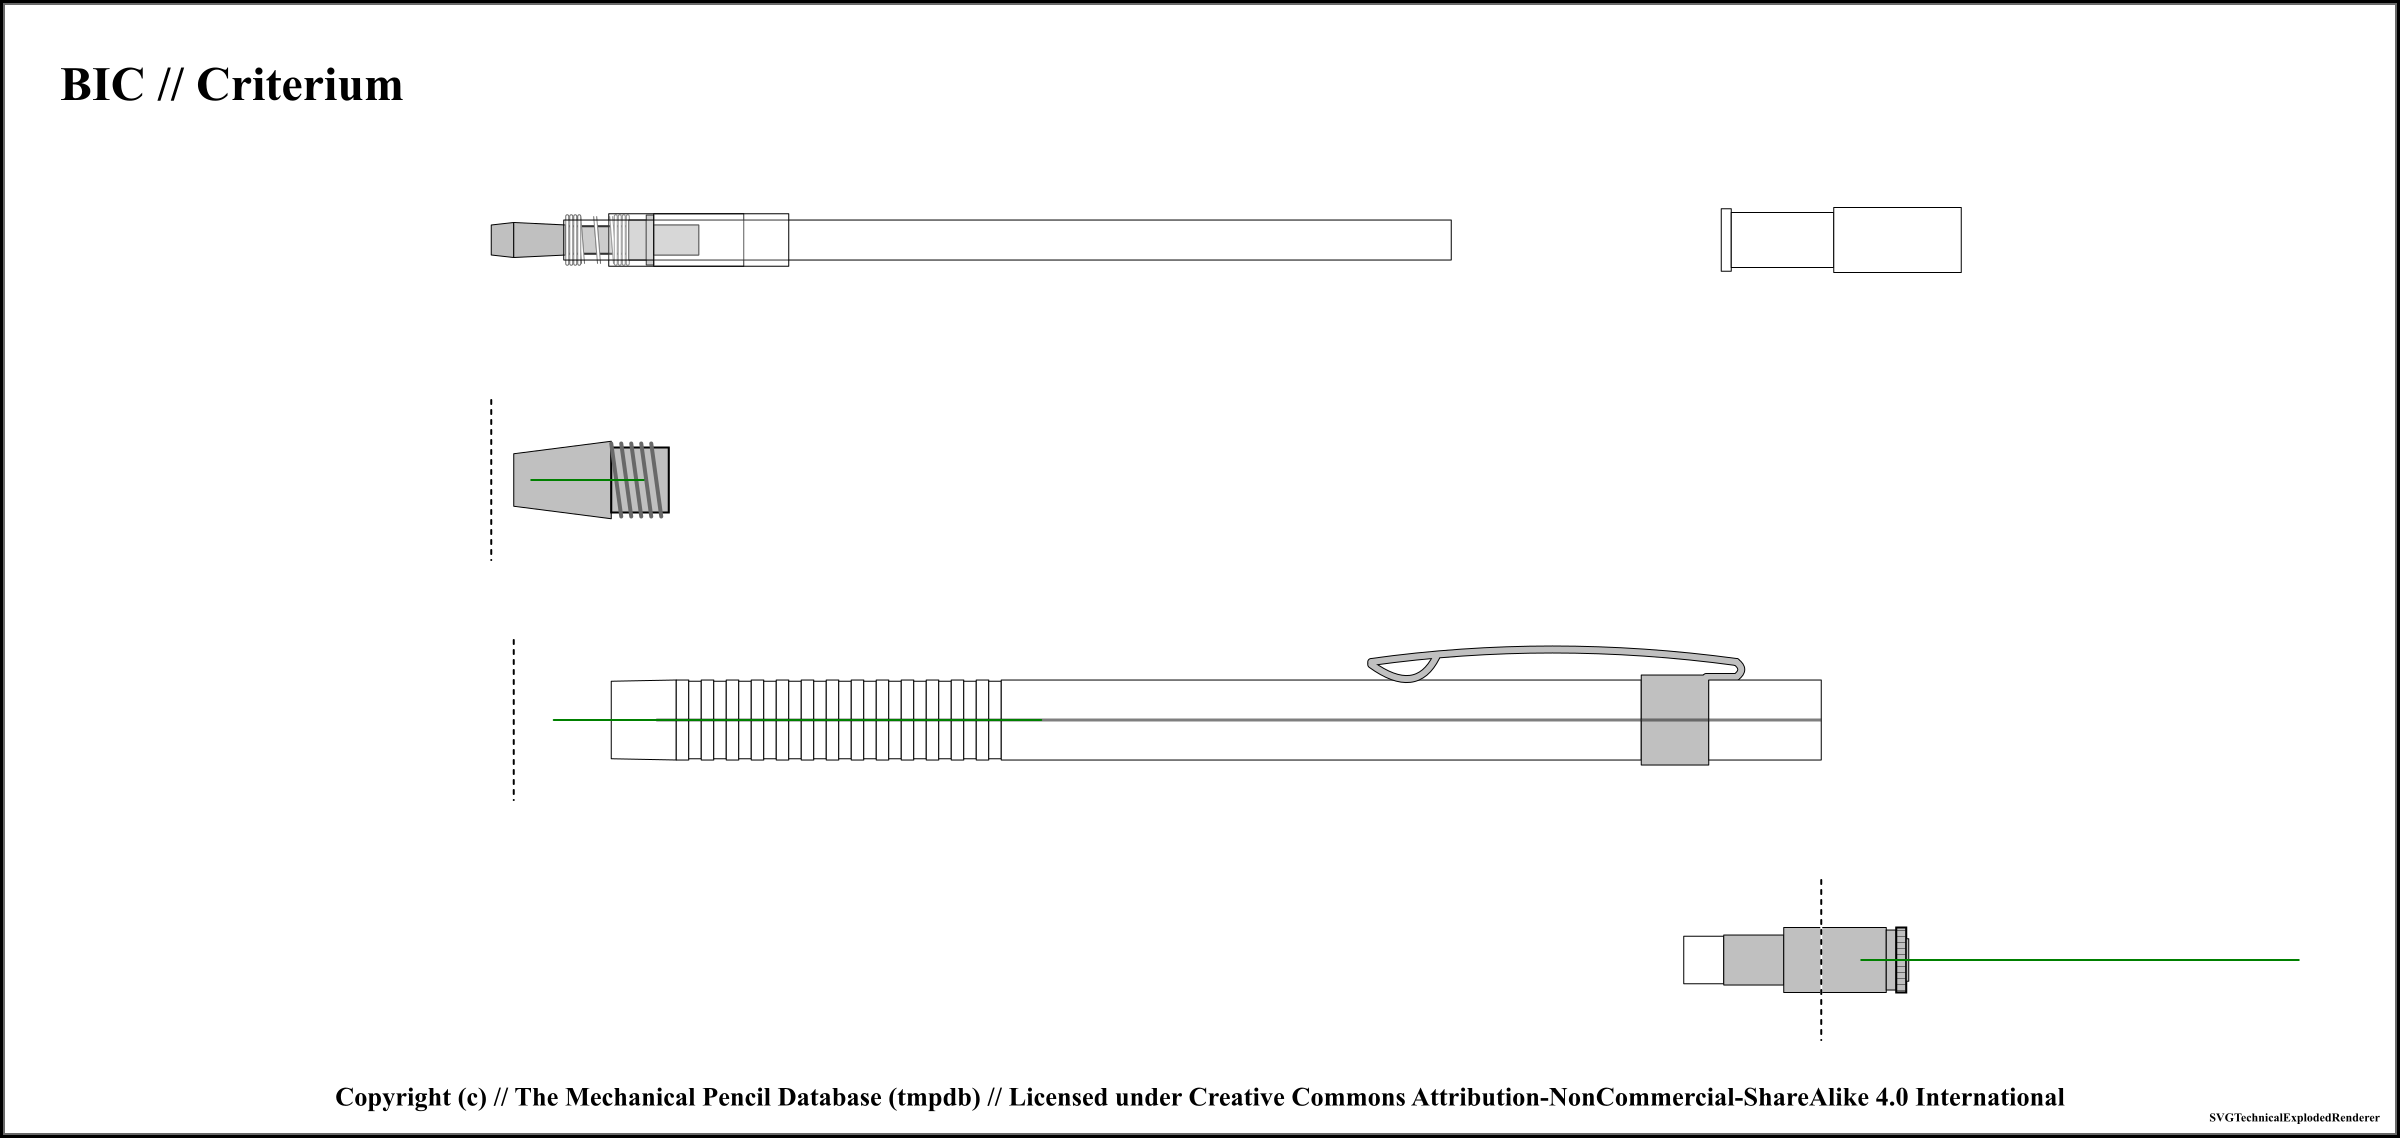 BIC // Criterium
Copyright (c) // The Mechanical Pencil Database (tmpdb) // Licensed under Creative Commons Attribution-NonCommercial-ShareAlike 4.0 International
SVGTechnicalExplodedRenderer